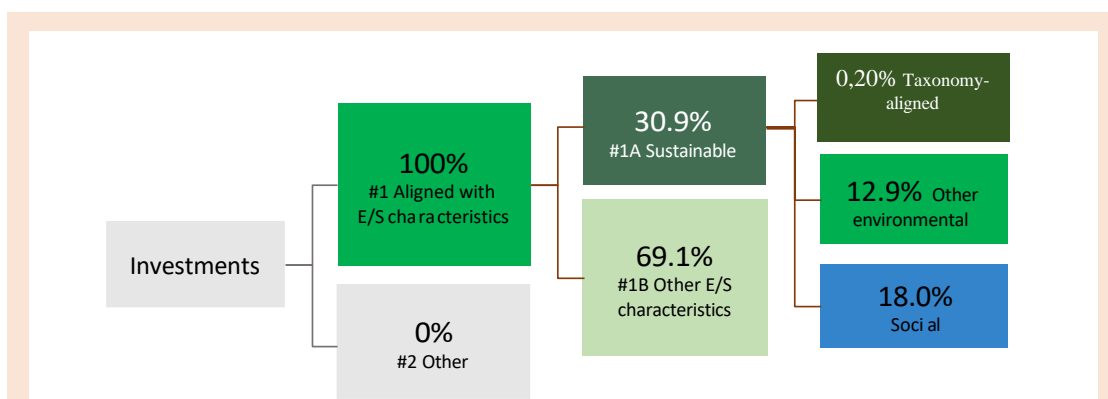 Investments
100%
#1 Aligned with
E/S characteristics
0%
#2 Other
30.9%
#1A Sustainable
69.1%
#1B Other E/S
characteristics
0,20% Taxonomy-
aligned
12.9% Other
environmental
18.0%
Social